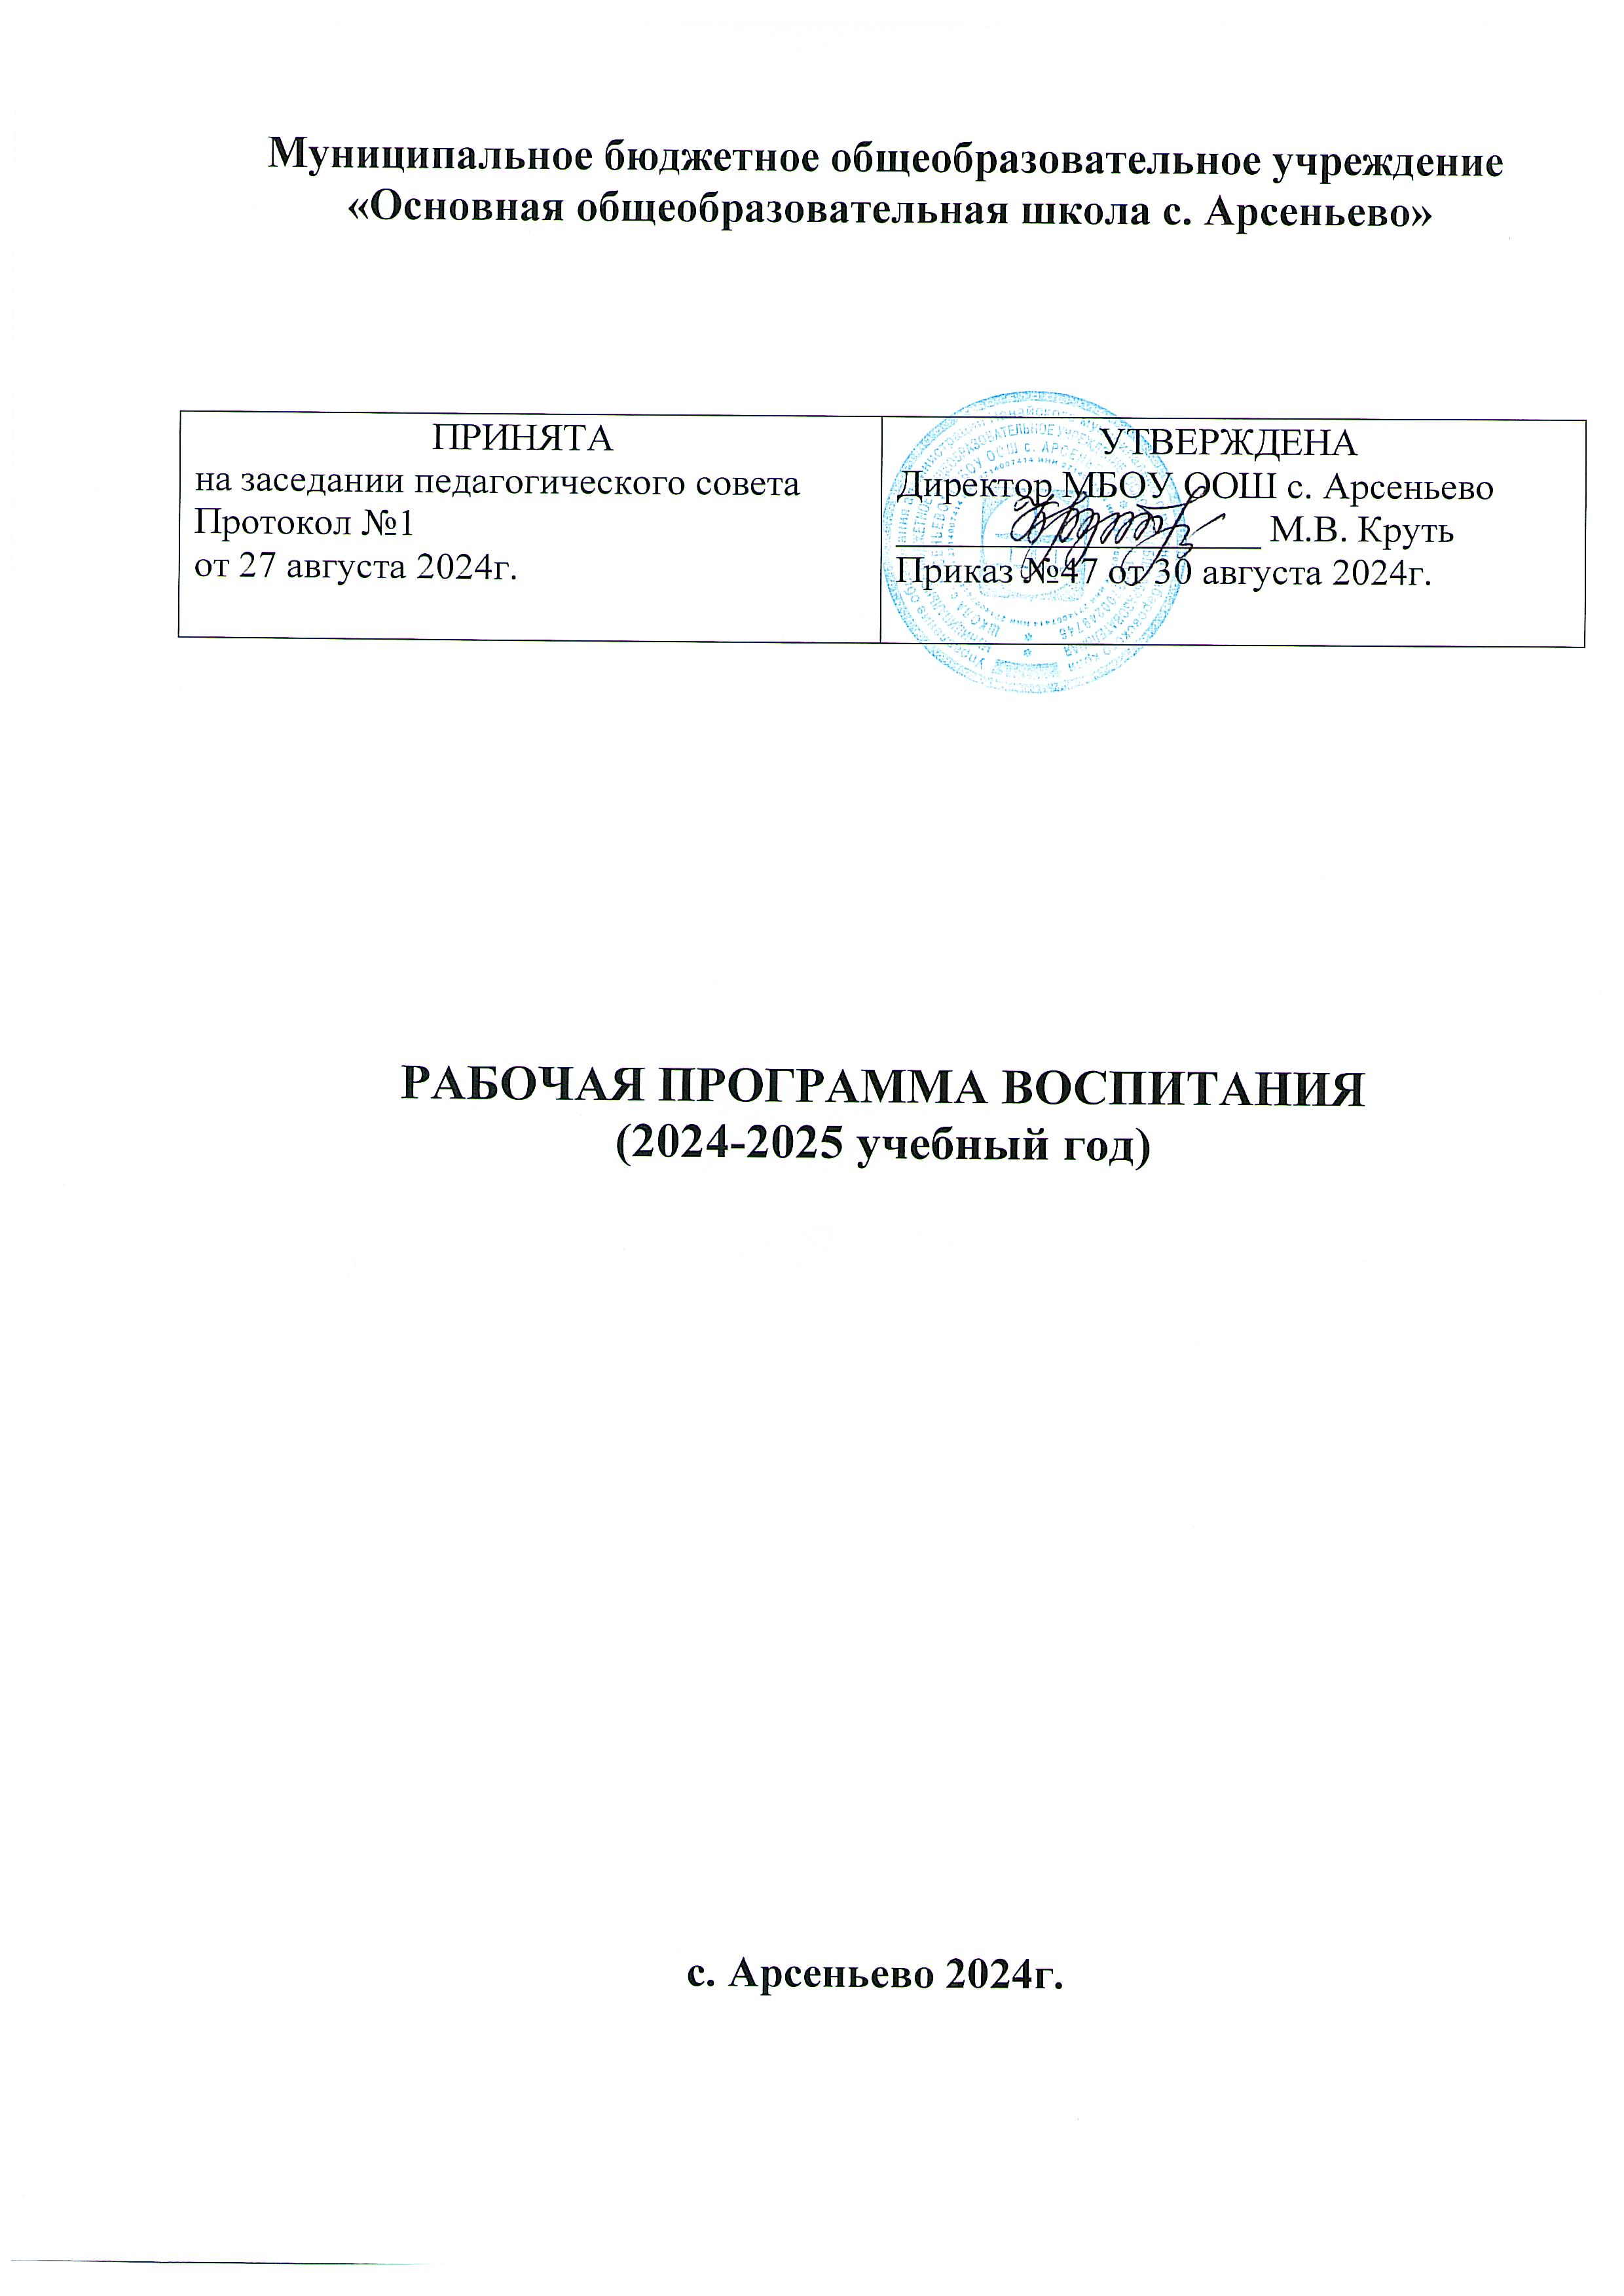 Муниципальное бюджетное общеобразовательное учреждение
«Основная общеобразовательная школа с. Арсеньево»
ПРИНЯТА
на заседании педагогического совета
Протокол №1
от 27 августа 2024г.
УТВЕРЖДЕНА
Директор МБОУ ООШ с. Арсеньево
М.В. Круть
Приказ №47 от 30 августа 2024г.
РАБОЧАЯ ПРОГРАММА ВОСПИТАНИЯ
(2024-2025 учебный год)
с. Арсеньево 2024г.